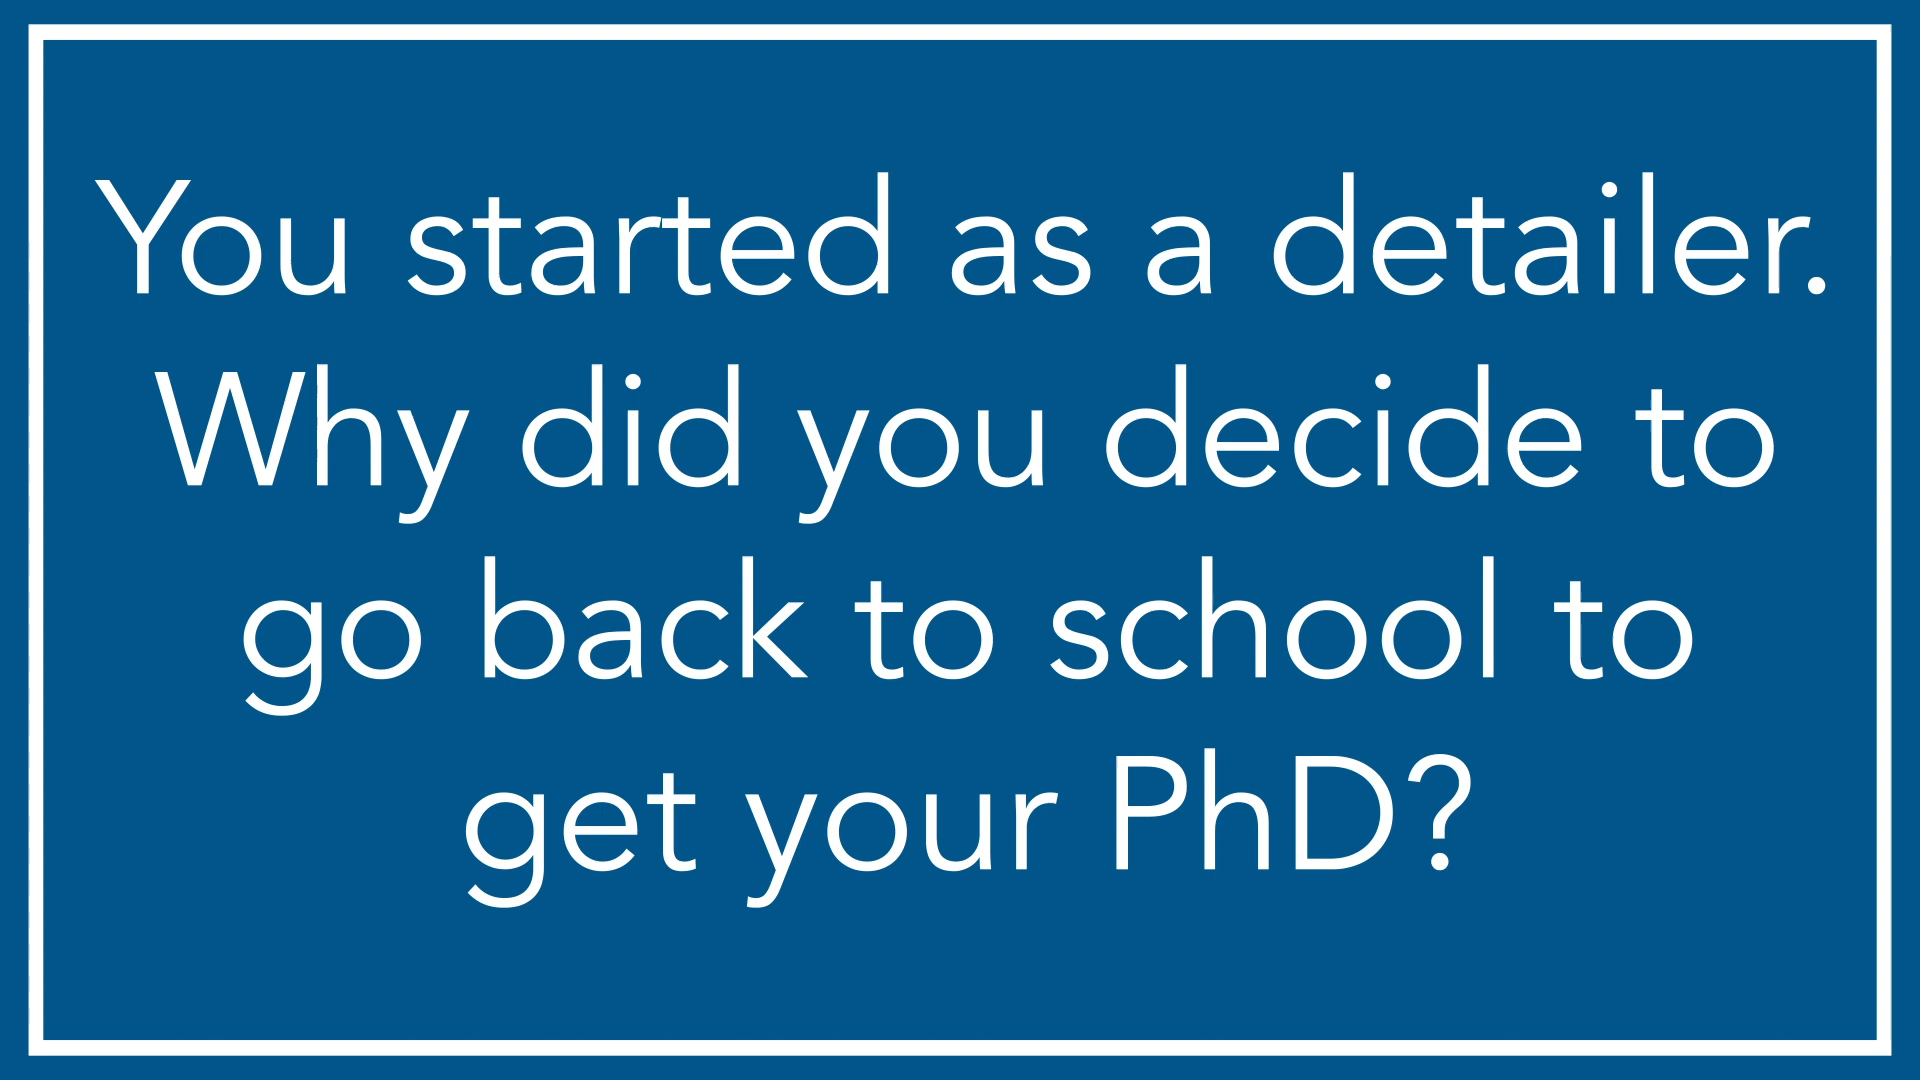 You started as a detailer.
Why did you decide to
go back to school to
get your PhD?